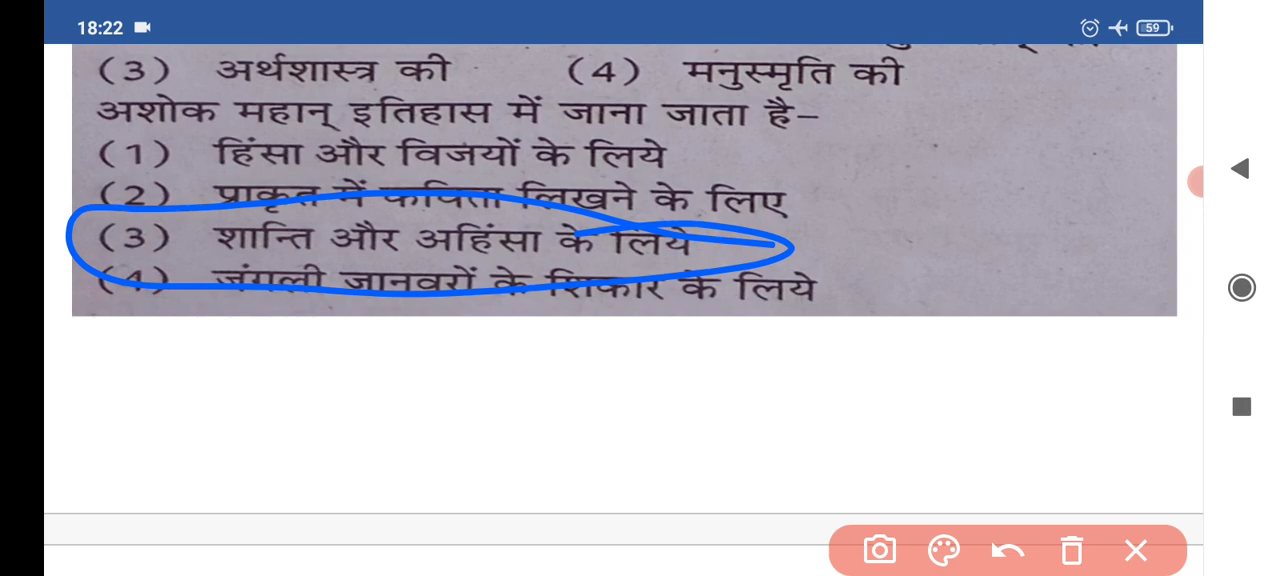 18:22
59
(3) अर्थशास्त्र की (4) मनुस्मृति की
अशोक महान् इतिहास में जाना जाता है–
(1) हिंसा और विजयों के लिये
(2) प्राकृत में कविता लिखने के लिए
(3) शान्ति और अहिंसा के लिये
(4) जंगली जानवरों के शिकार के लिये